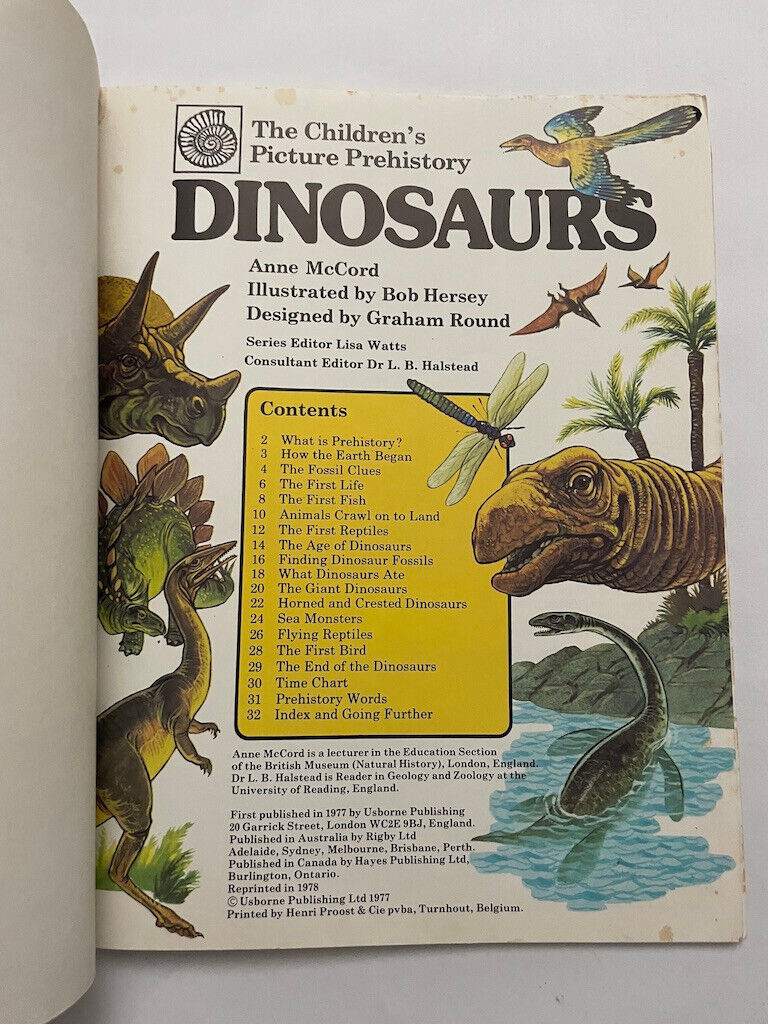 The Children's
Picture Prehistory
DINOSAURS
Anne McCord
Illustrated by Bob Hersey
Designed by Graham Round
Series Editor Lisa Watts
Consultant Editor Dr L. B. Halstead
Contents
2 What is Prehistory?
3 How the Earth Began
4 The Fossil Clues
6 The First Life
8 The First Fish
10 Animals Crawl on to Land
12 The First Reptiles
14 The Age of Dinosaurs
16 Finding Dinosaur Fossils
18 What Dinosaurs Ate
20 The Giant Dinosaurs
22 Horned and Crested Dinosaurs
24 Sea Monsters
26 Flying Reptiles
28 The First Bird
29 The End of the Dinosaurs
30 Time Chart
31 Prehistory Words
32 Index and Going Further
Anne McCord is a lecturer in the Education Section
of the British Museum (Natural History), London, England.
Dr L. B. Halstead is Reader in Geology and Zoology at the
University of Reading, England.
First published in 1977 by Usborne Publishing
20 Garrick Street, London WC2E 9BJ, England.
Published in Australia by Rigby Ltd
Adelaide, Sydney, Melbourne, Brisbane, Perth.
Published in Canada by Hayes Publishing Ltd,
Burlington, Ontario.
Reprinted in 1978
© Usborne Publishing Ltd 1977
Printed by Henri Proost & Cie pvba, Turnhout, Belgium.